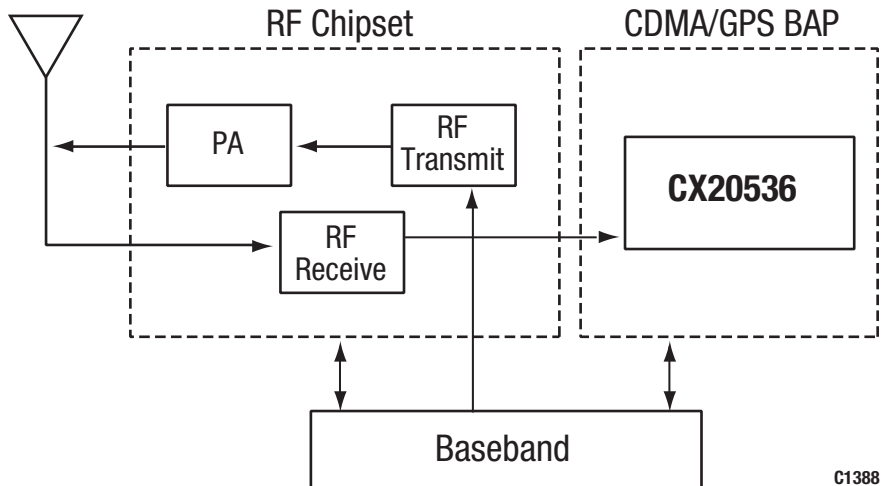 RF Chipset
CDMA/GPS BAP
PA
RF
Transmit
CX20536
RF
Receive
Baseband
C1388